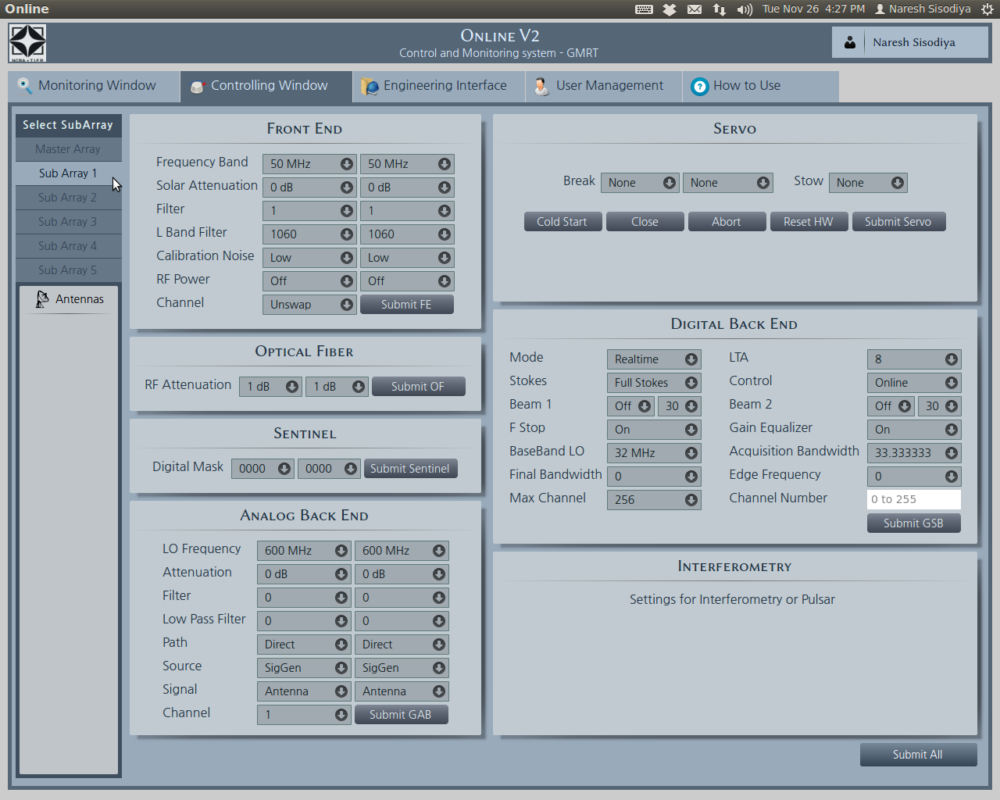 Online
Tue Nov 26 4:27 PM Naresh Sisodiya
NCRA • T.I.F.R.
Online V2
Control and Monitoring system - GMRT
Naresh Sisodiya
Monitoring Window
Controlling Window
Engineering Interface
User Management
How to Use
Select SubArray
Master Array
Sub Array 1
Sub Array 2
Sub Array 3
Sub Array 4
Sub Array 5
Antennas
Front End
Frequency Band 50 MHz 50 MHz
Solar Attenuation 0 dB 0 dB
Filter 1 1
L Band Filter 1060 1060
Calibration Noise Low Low
RF Power Off Off
Channel Unswap Submit FE
Optical Fiber
RF Attenuation 1 dB 1 dB Submit OF
Sentinel
Digital Mask 0000 0000 Submit Sentinel
Analog Back End
LO Frequency 600 MHz 600 MHz
Attenuation 0 dB 0 dB
Filter 0 0
Low Pass Filter 0 0
Path Direct Direct
Source SigGen SigGen
Signal Antenna Antenna
Channel 1 Submit GAB
Servo
Break None None Stow None
Cold Start Close Abort Reset HW Submit Servo
Digital Back End
Mode Realtime LTA 8
Stokes Full Stokes Control Online
Beam 1 Off 30 Beam 2 Off 30
F Stop On Gain Equalizer On
BaseBand LO 32 MHz Acquisition Bandwidth 33.333333
Final Bandwidth 0 Edge Frequency 0
Max Channel 256 Channel Number 0 to 255
Submit GSB
Interferometry
Settings for Interferometry or Pulsar
Submit All